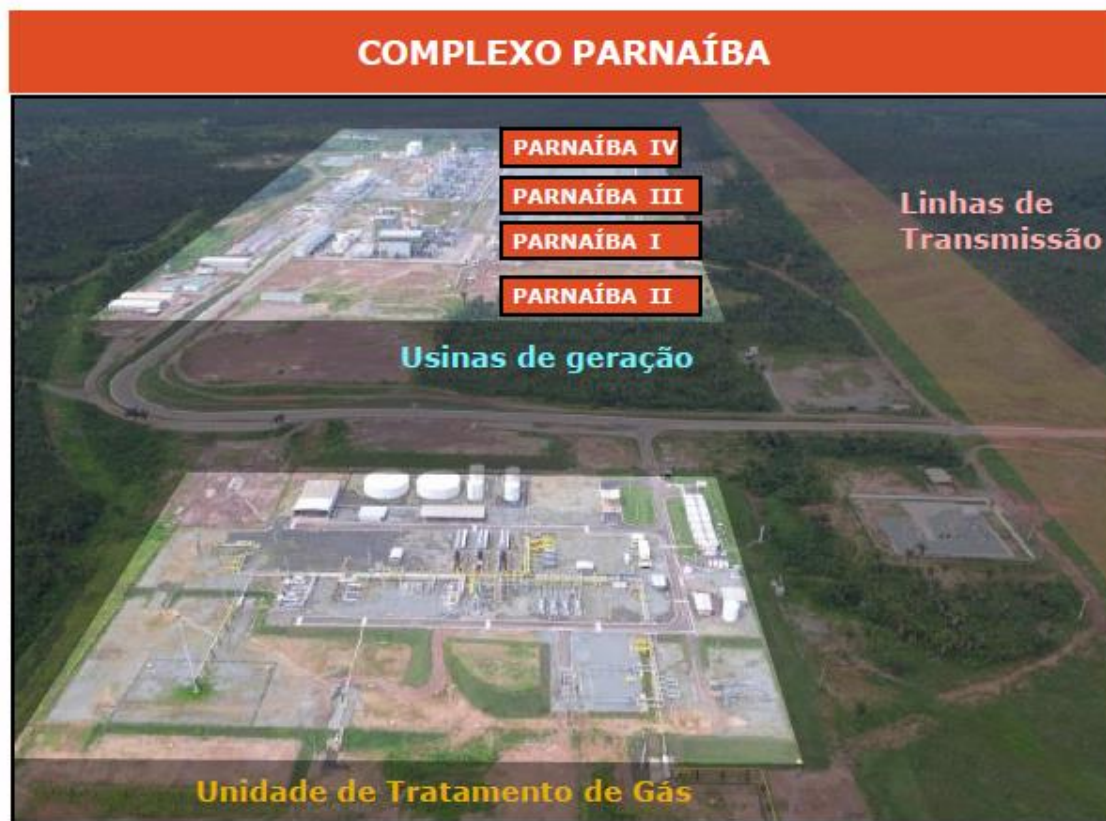 COMPLEXO PARNAÍBA
PARNAÍBA IV
PARNAÍBA III
PARNAÍBA I
PARNAÍBA II
Linhas de
Transmissão
Usinas de geração
Unidade de Tratamento de Gás